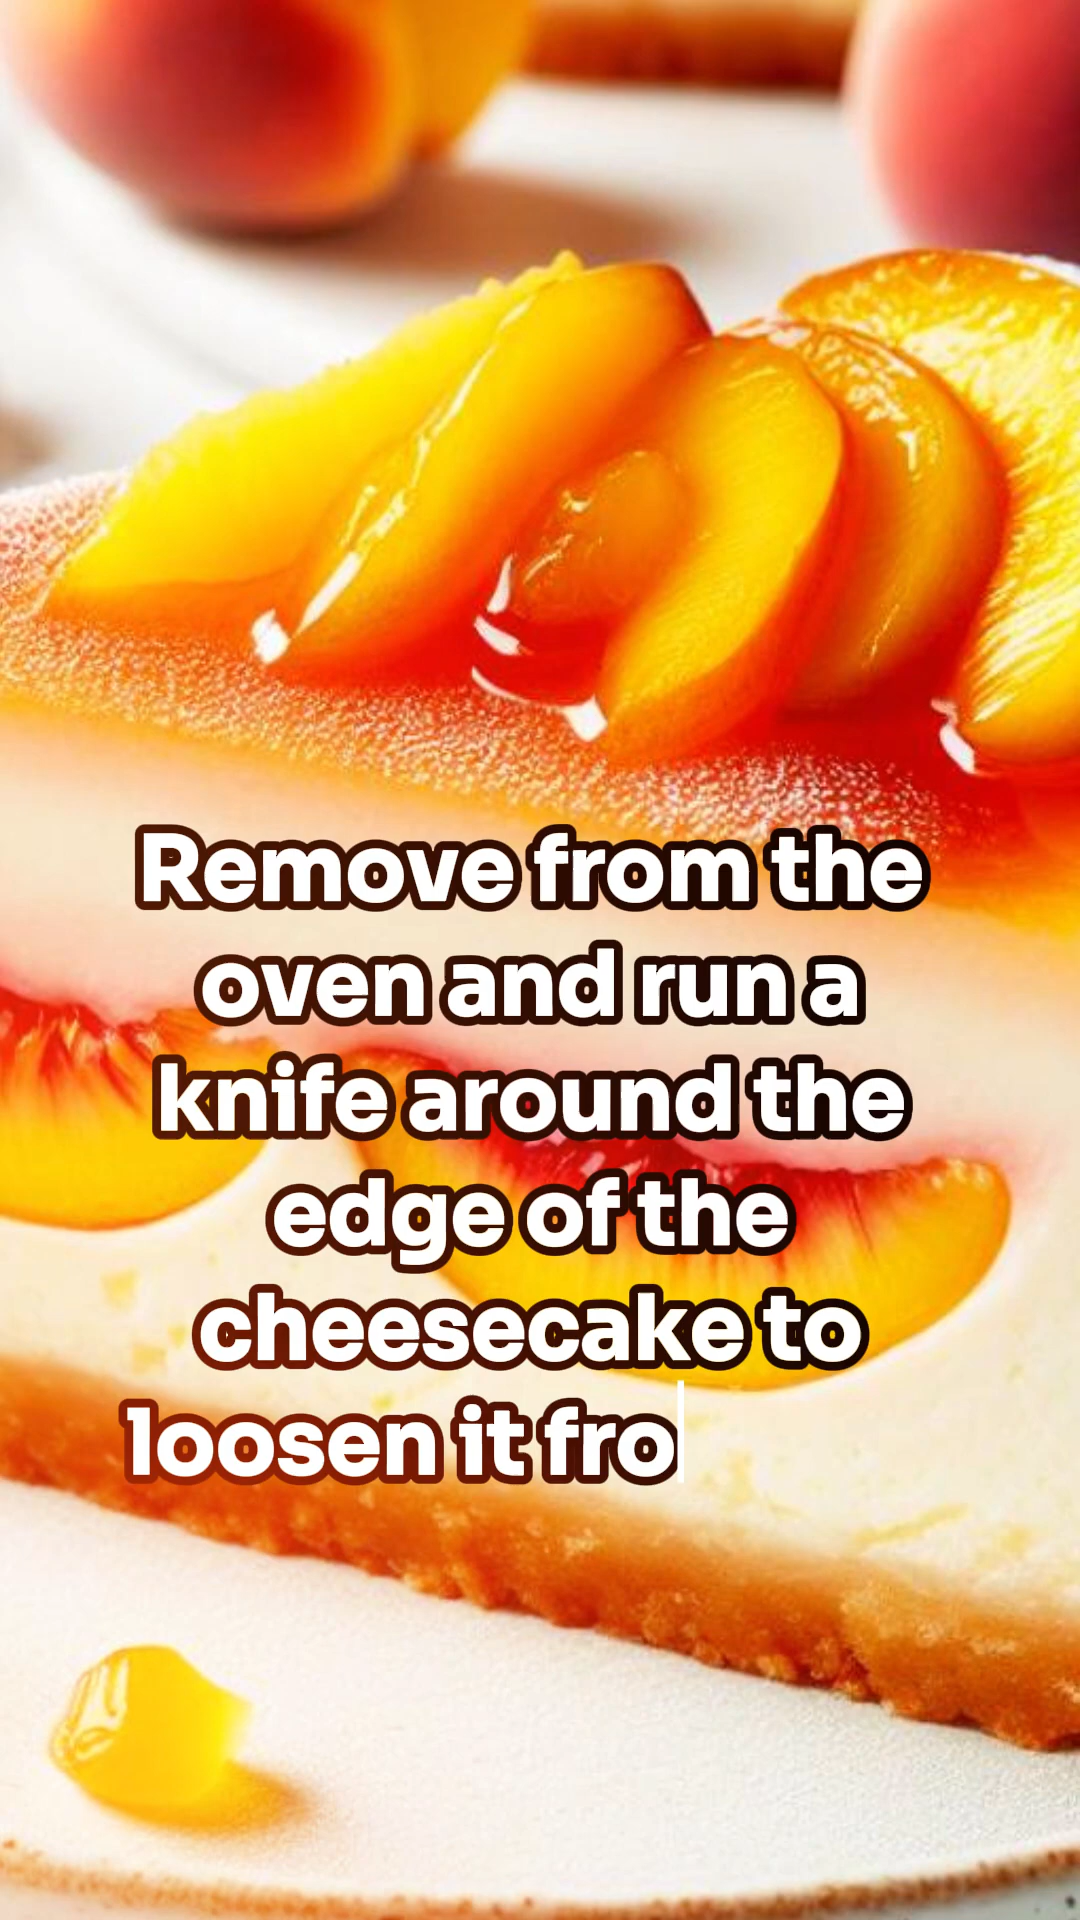 Remove from the
oven and run a
knife around the
edge of the
cheesecake to
loosen it fro